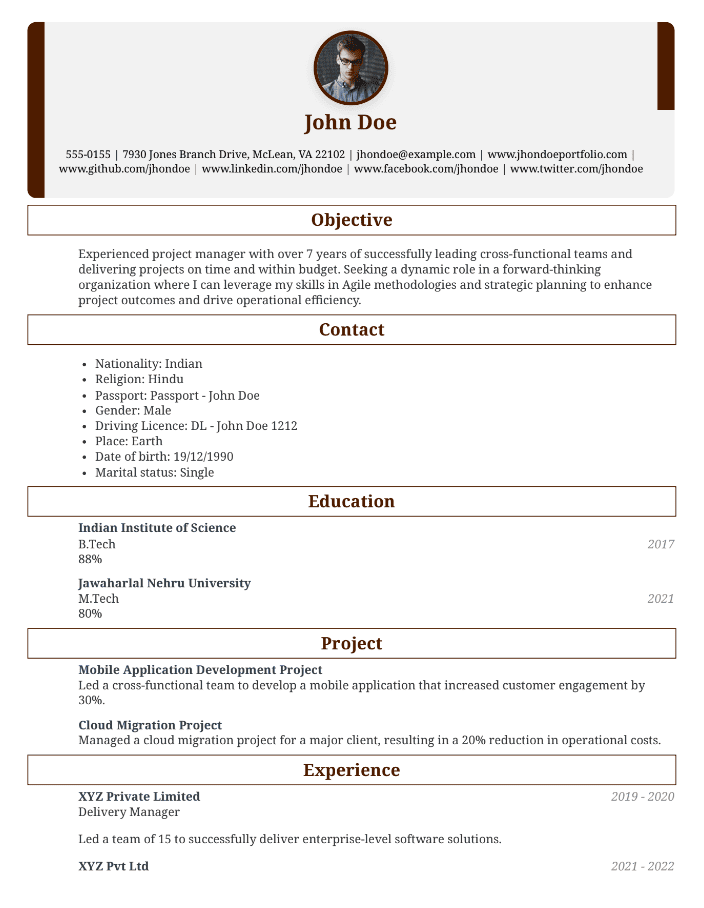 John Doe
555-0155 | 7930 Jones Branch Drive, McLean, VA 22102 | jhondoe@example.com | www.jhondoeportfolio.com |
www.github.com/jhondoe | www.linkedin.com/jhondoe | www.facebook.com/jhondoe | www.twitter.com/jhondoe
Objective
Experienced project manager with over 7 years of successfully leading cross-functional teams and
delivering projects on time and within budget. Seeking a dynamic role in a forward-thinking
organization where I can leverage my skills in Agile methodologies and strategic planning to enhance
project outcomes and drive operational efficiency.
Contact
• Nationality: Indian
• Religion: Hindu
• Passport: Passport - John Doe
• Gender: Male
• Driving Licence: DL - John Doe 1212
• Place: Earth
• Date of birth: 19/12/1990
• Marital status: Single
Education
Indian Institute of Science
B.Tech 2017
88%
Jawaharlal Nehru University
M.Tech 2021
80%
Project
Mobile Application Development Project
Led a cross-functional team to develop a mobile application that increased customer engagement by
30%.
Cloud Migration Project
Managed a cloud migration project for a major client, resulting in a 20% reduction in operational costs.
Experience
XYZ Private Limited 2019 - 2020
Delivery Manager
Led a team of 15 to successfully deliver enterprise-level software solutions.
XYZ Pvt Ltd 2021 - 2022